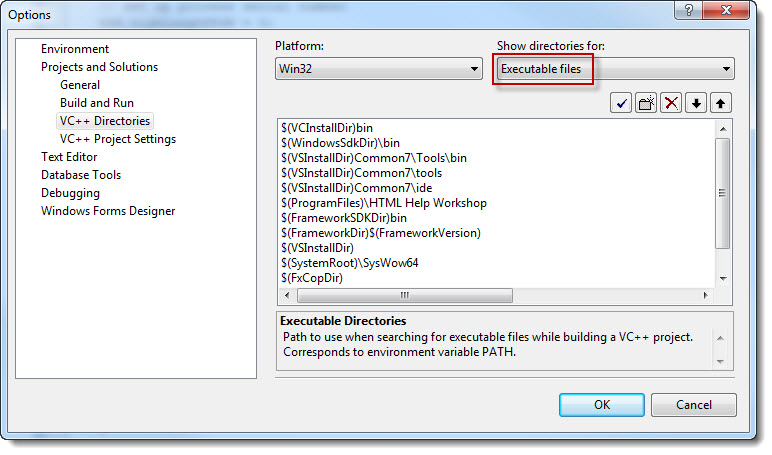 Options
Environment
Projects and Solutions
General
Build and Run
VC++ Directories
VC++ Project Settings
Text Editor
Database Tools
Debugging
Windows Forms Designer
Platform:
Show directories for:
Win32
Executable files
$(VCInstallDir)bin
$(WindowsSdkDir)\bin
$(VSInstallDir)Common7\Tools\bin
$(VSInstallDir)Common7\tools
$(VSInstallDir)Common7\ide
$(ProgramFiles)\HTML Help Workshop
$(FrameworkSDKDir)bin
$(FrameworkDir)$(FrameworkVersion)
$(VSInstallDir)
$(SystemRoot)\SysWow64
$(FxCopDir)
Executable Directories
Path to use when searching for executable files while building a VC++ project.
Corresponds to environment variable PATH.
OK
Cancel